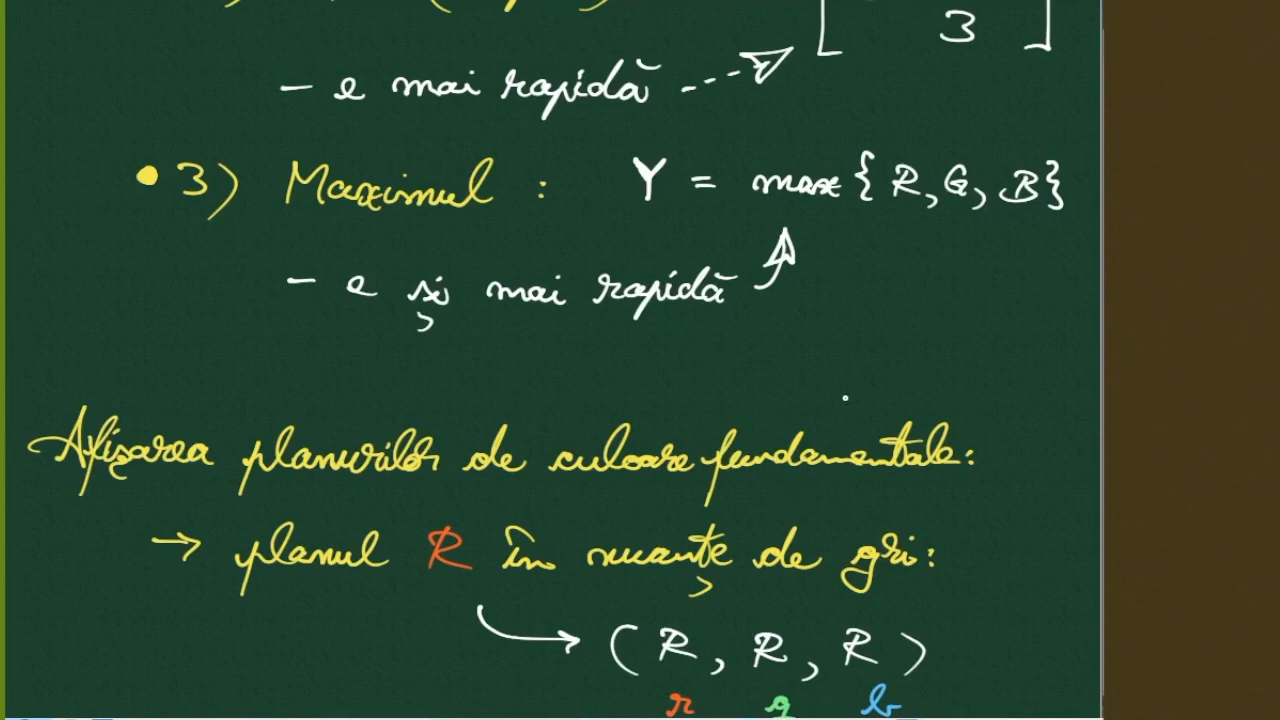 3
- e mai rapidă
• 3) Maximul : Y = max { R, G, B }
- e și mai rapidă
Afișarea planurilor de culoare fundamentale:
→ planul R în nuanțe de gri:
( R , R , R )
r g b